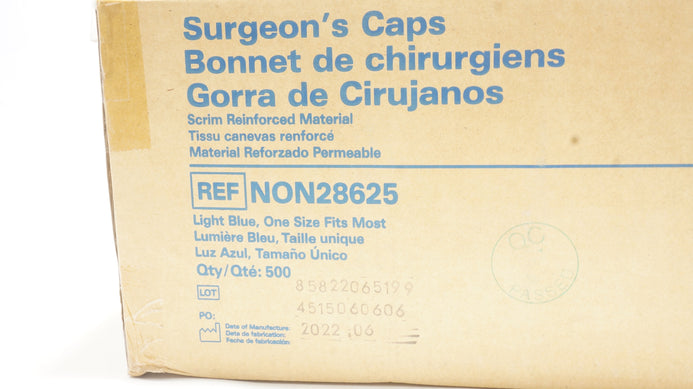 Surgeon's Caps
Bonnet de chirurgiens
Gorra de Cirujanos
Scrim Reinforced Material
Tissu canevas renforcé
Material Reforzado Permeable
REF NON28625
Light Blue, One Size Fits Most
Lumière Bleu, Taille unique
Luz Azul, Tamaño Único
Qty/Qté: 500
LOT 85822065199
PO: 4515060606
Date of Manufacture:
Data de fabrication: 2022.06
Fecha de fabricación:
QC
PASSED